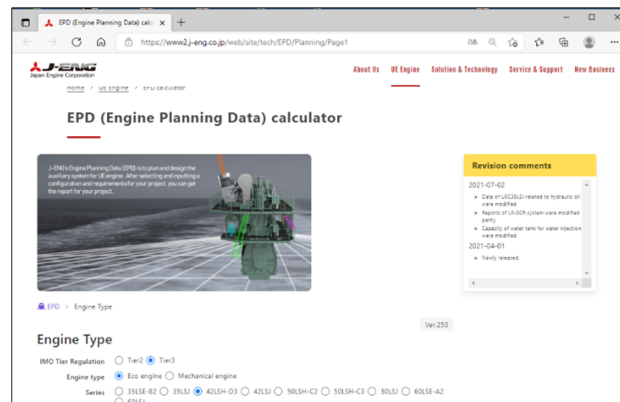 EPD (Engine Planning Data) calcu
https://www2.j-eng.co.jp/web/site/tech/EPD/Planning/Page1
J-ENG
Japan Engine Corporation
About Us UE Engine Solution & Technology Service & Support New Business
Home / UE Engine / EPD calculator
EPD (Engine Planning Data) calculator
J-ENG's Engine Planning Data (EPD) is to plan and design the
auxiliary system for UE engine. After selecting and inputting a
configuration and requirements for your project, you can get
the report for your project.
Revision comments
2021-07-02
Data of UEC35LSJ related to hydraulic oil
were modified
Reports of LP-SCR system were modified
partly
Capacity of water tank for water injection
were modified
2021-04-01
Newly released.
EPD > Engine Type
Ver.250
Engine Type
IMO Tier Regulation Tier2 Tier3
Engine type Eco engine Mechanical engine
Series 35LSE-B2 35LSJ 42LSH-D3 42LSJ 50LSH-C2 50LSH-C3 50LSJ 60LSE-A2
60LSJ